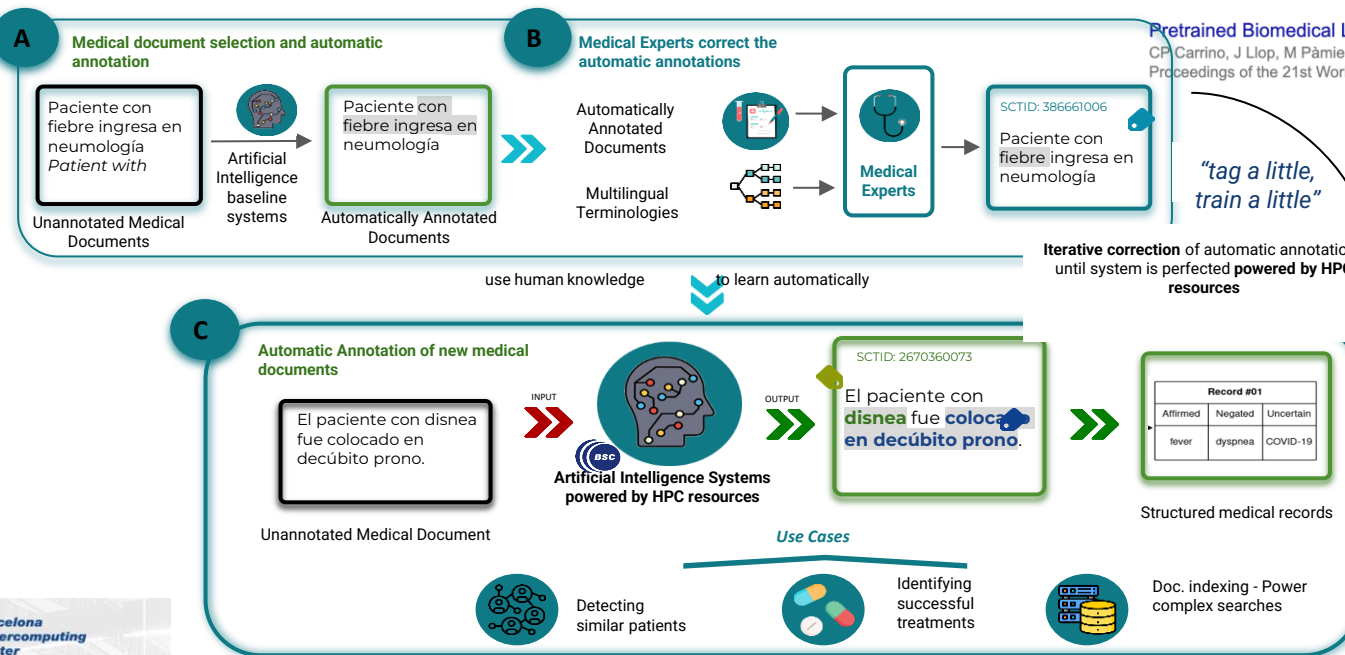 A
Medical document selection and automatic
annotation
Paciente con
fiebre ingresa en
neumología
Patient with
Unannotated Medical
Documents
Artificial
Intelligence
baseline
systems
Paciente con
fiebre ingresa en
neumología
Automatically Annotated
Documents
B
Medical Experts correct the
automatic annotations
Automatically
Annotated
Documents
Multilingual
Terminologies
Medical
Experts
SCTID: 386661006
Paciente con
fiebre ingresa en
neumología
Pretrained Biomedical L
CP Carrino, J Llop, M Pàmie
Proceedings of the 21st Wor
“tag a little,
train a little”
Iterative correction of automatic annotatio
until system is perfected powered by HPC
resources
use human knowledge to learn automatically
C
Automatic Annotation of new medical
documents
El paciente con disnea
fue colocado en
decúbito prono.
Unannotated Medical Document
INPUT
BSC
Artificial Intelligence Systems
powered by HPC resources
OUTPUT
SCTID: 2670360073
El paciente con
disnea fue colocado
en decúbito prono.
Record #01
Affirmed Negated Uncertain
fever dyspnea COVID-19
Structured medical records
Use Cases
Detecting
similar patients
Identifying
successful
treatments
Doc. indexing - Power
complex searches
celona
ercomputing
ter